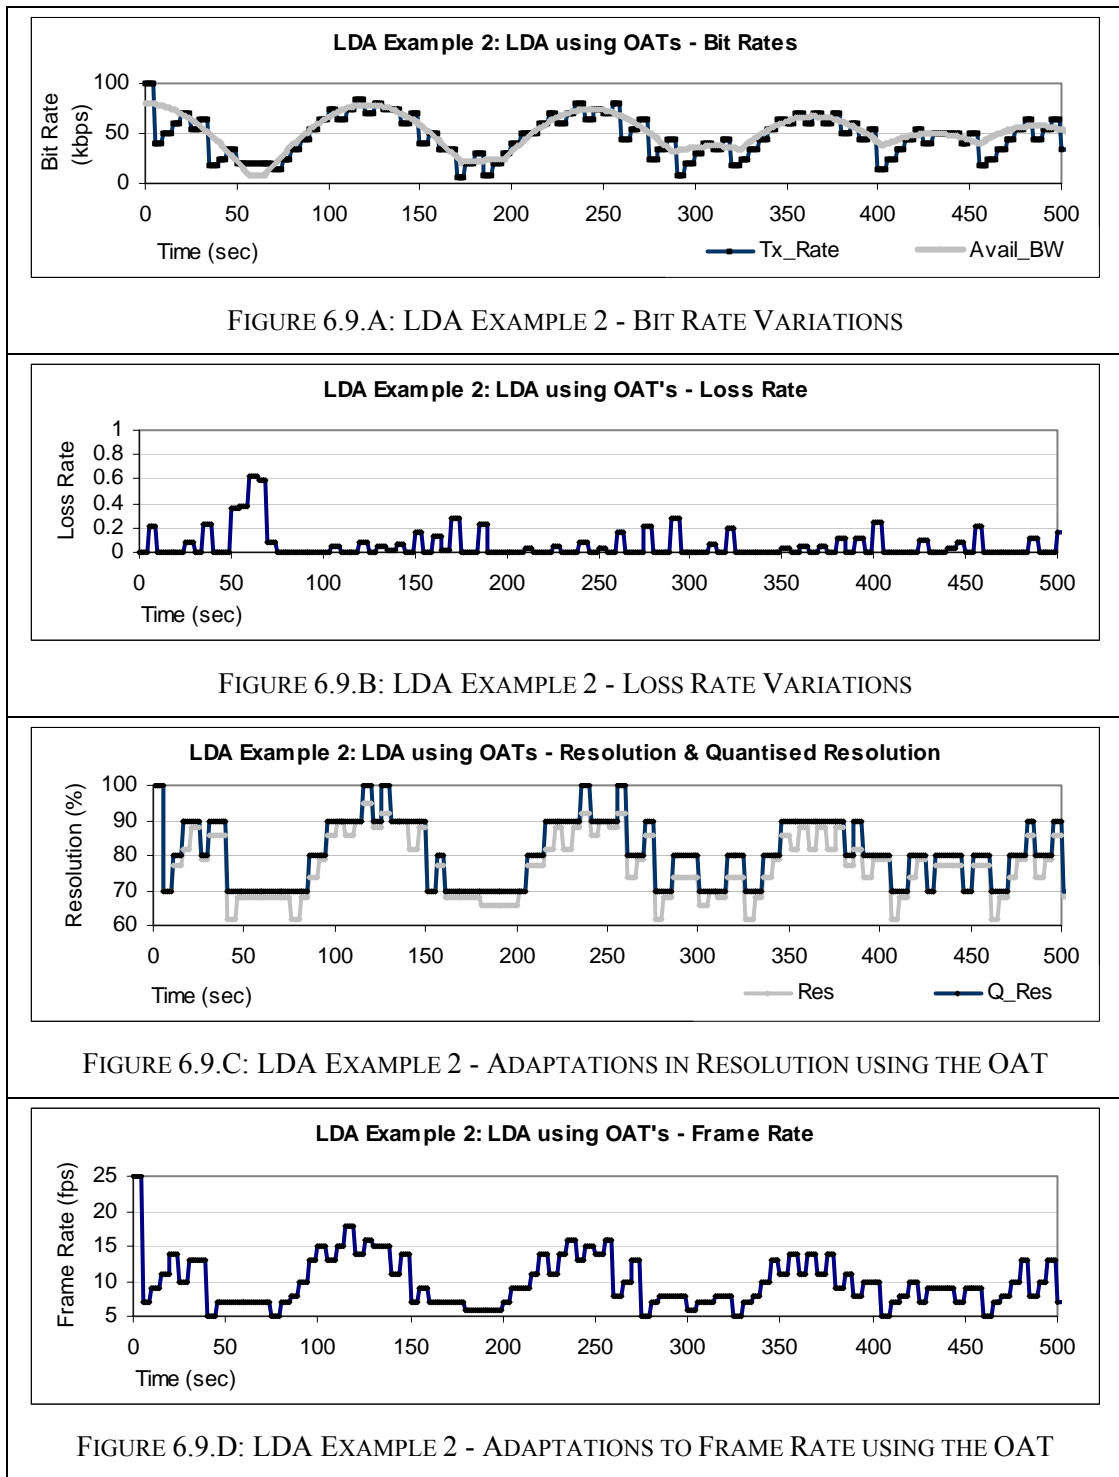 LDA Example 2: LDA using OATs - Bit Rates
Bit Rate
(kbps)
100
50
0
0 50 100 150 200 250 300 350 400 450 500
Time (sec)
Tx_Rate Avail_BW
FIGURE 6.9.A: LDA EXAMPLE 2 - BIT RATE VARIATIONS
LDA Example 2: LDA using OAT's - Loss Rate
Loss Rate
1
0.8
0.6
0.4
0.2
0
0 50 100 150 200 250 300 350 400 450 500
Time (sec)
FIGURE 6.9.B: LDA EXAMPLE 2 - LOSS RATE VARIATIONS
LDA Example 2: LDA using OATs - Resolution & Quantised Resolution
Resolution (%)
100
90
80
70
60
0 50 100 150 200 250 300 350 400 450 500
Time (sec)
Res Q_Res
FIGURE 6.9.C: LDA EXAMPLE 2 - ADAPTATIONS IN RESOLUTION USING THE OAT
LDA Example 2: LDA using OAT's - Frame Rate
Frame Rate (fps)
25
20
15
10
5
0 50 100 150 200 250 300 350 400 450 500
Time (sec)
FIGURE 6.9.D: LDA EXAMPLE 2 - ADAPTATIONS TO FRAME RATE USING THE OAT